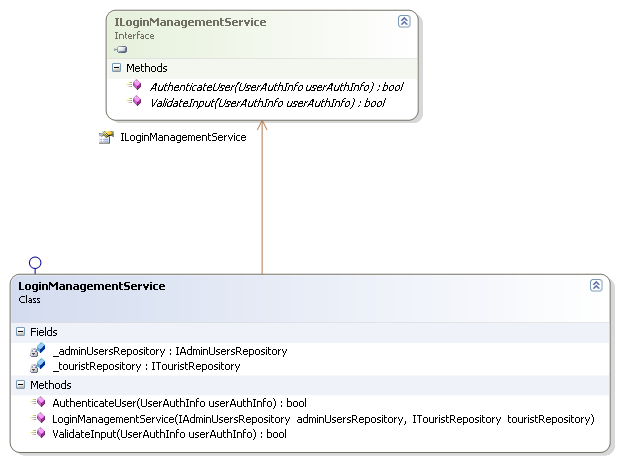 ILoginManagementService
Interface
Methods
AuthenticateUser(UserAuthInfo userAuthInfo) : bool
ValidateInput(UserAuthInfo userAuthInfo) : bool
ILoginManagementService
LoginManagementService
Class
Fields
_adminUsersRepository : IAdminUsersRepository
_touristRepository : ITouristRepository
Methods
AuthenticateUser(UserAuthInfo userAuthInfo) : bool
LoginManagementService(IAdminUsersRepository adminUsersRepository, ITouristRepository touristRepository)
ValidateInput(UserAuthInfo userAuthInfo) : bool